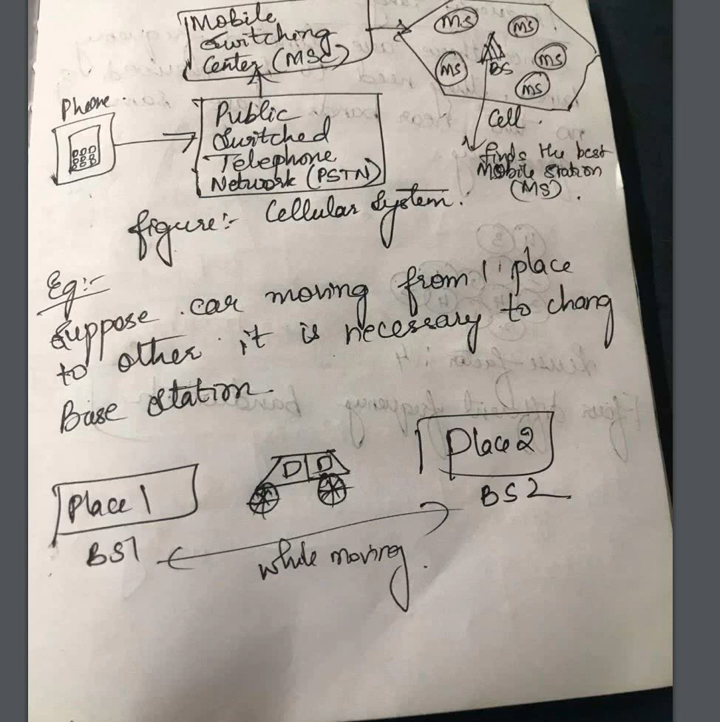 Mobile
Switching
Center (MSC)
MS
MS
MS
MS
MS
BS
Phone
Public
Switched
Telephone
Network (PSTN)
Cell.
finds the best
Mobile station
(MS).
figure:- Cellular System.
Eg:-
Suppose car moving from 1 place
to other it is necessary to chang
Base station.
Place 1
BS1
Place 2
BS2
while moving.